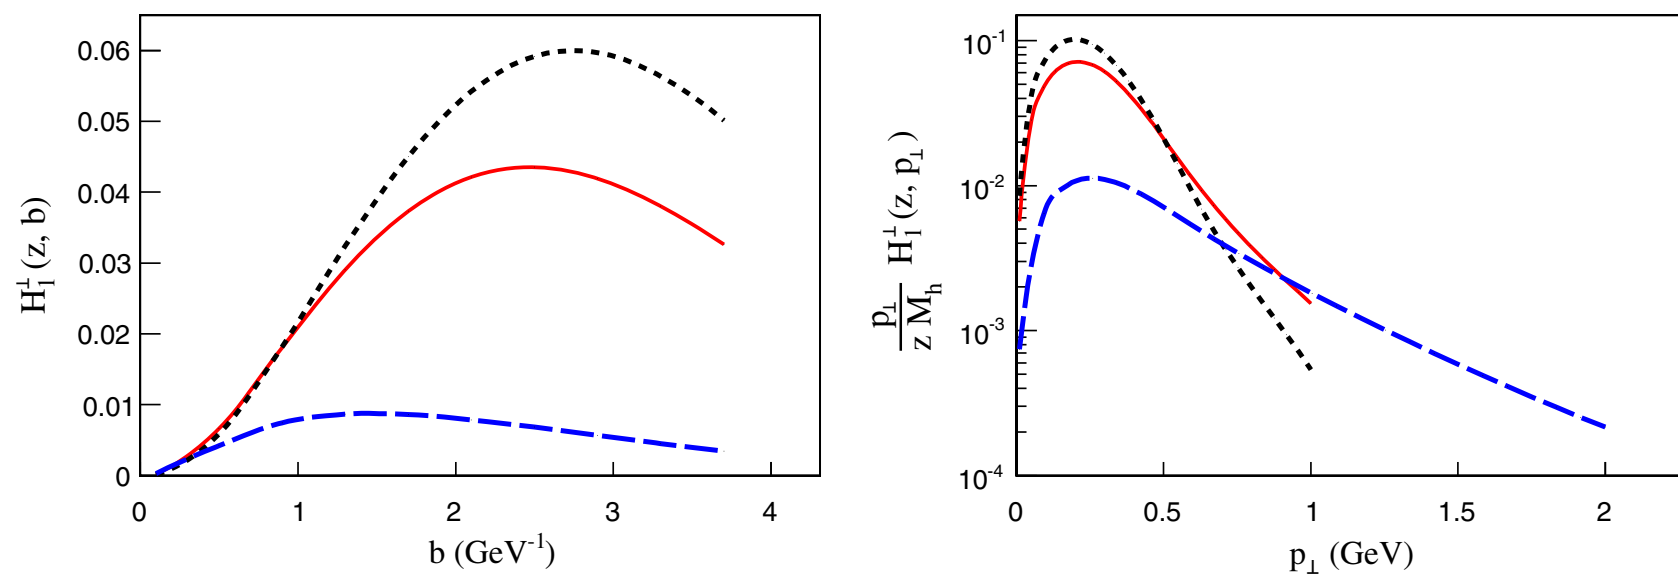 H₁⊥ (z, b)
0.06
0.05
0.04
0.03
0.02
0.01
0
0 1 2 3 4
b (GeV⁻¹)
p⊥ / z M_h H₁⊥ (z, p⊥)
10⁻¹
10⁻²
10⁻³
10⁻⁴
0 0.5 1 1.5 2
p⊥ (GeV)